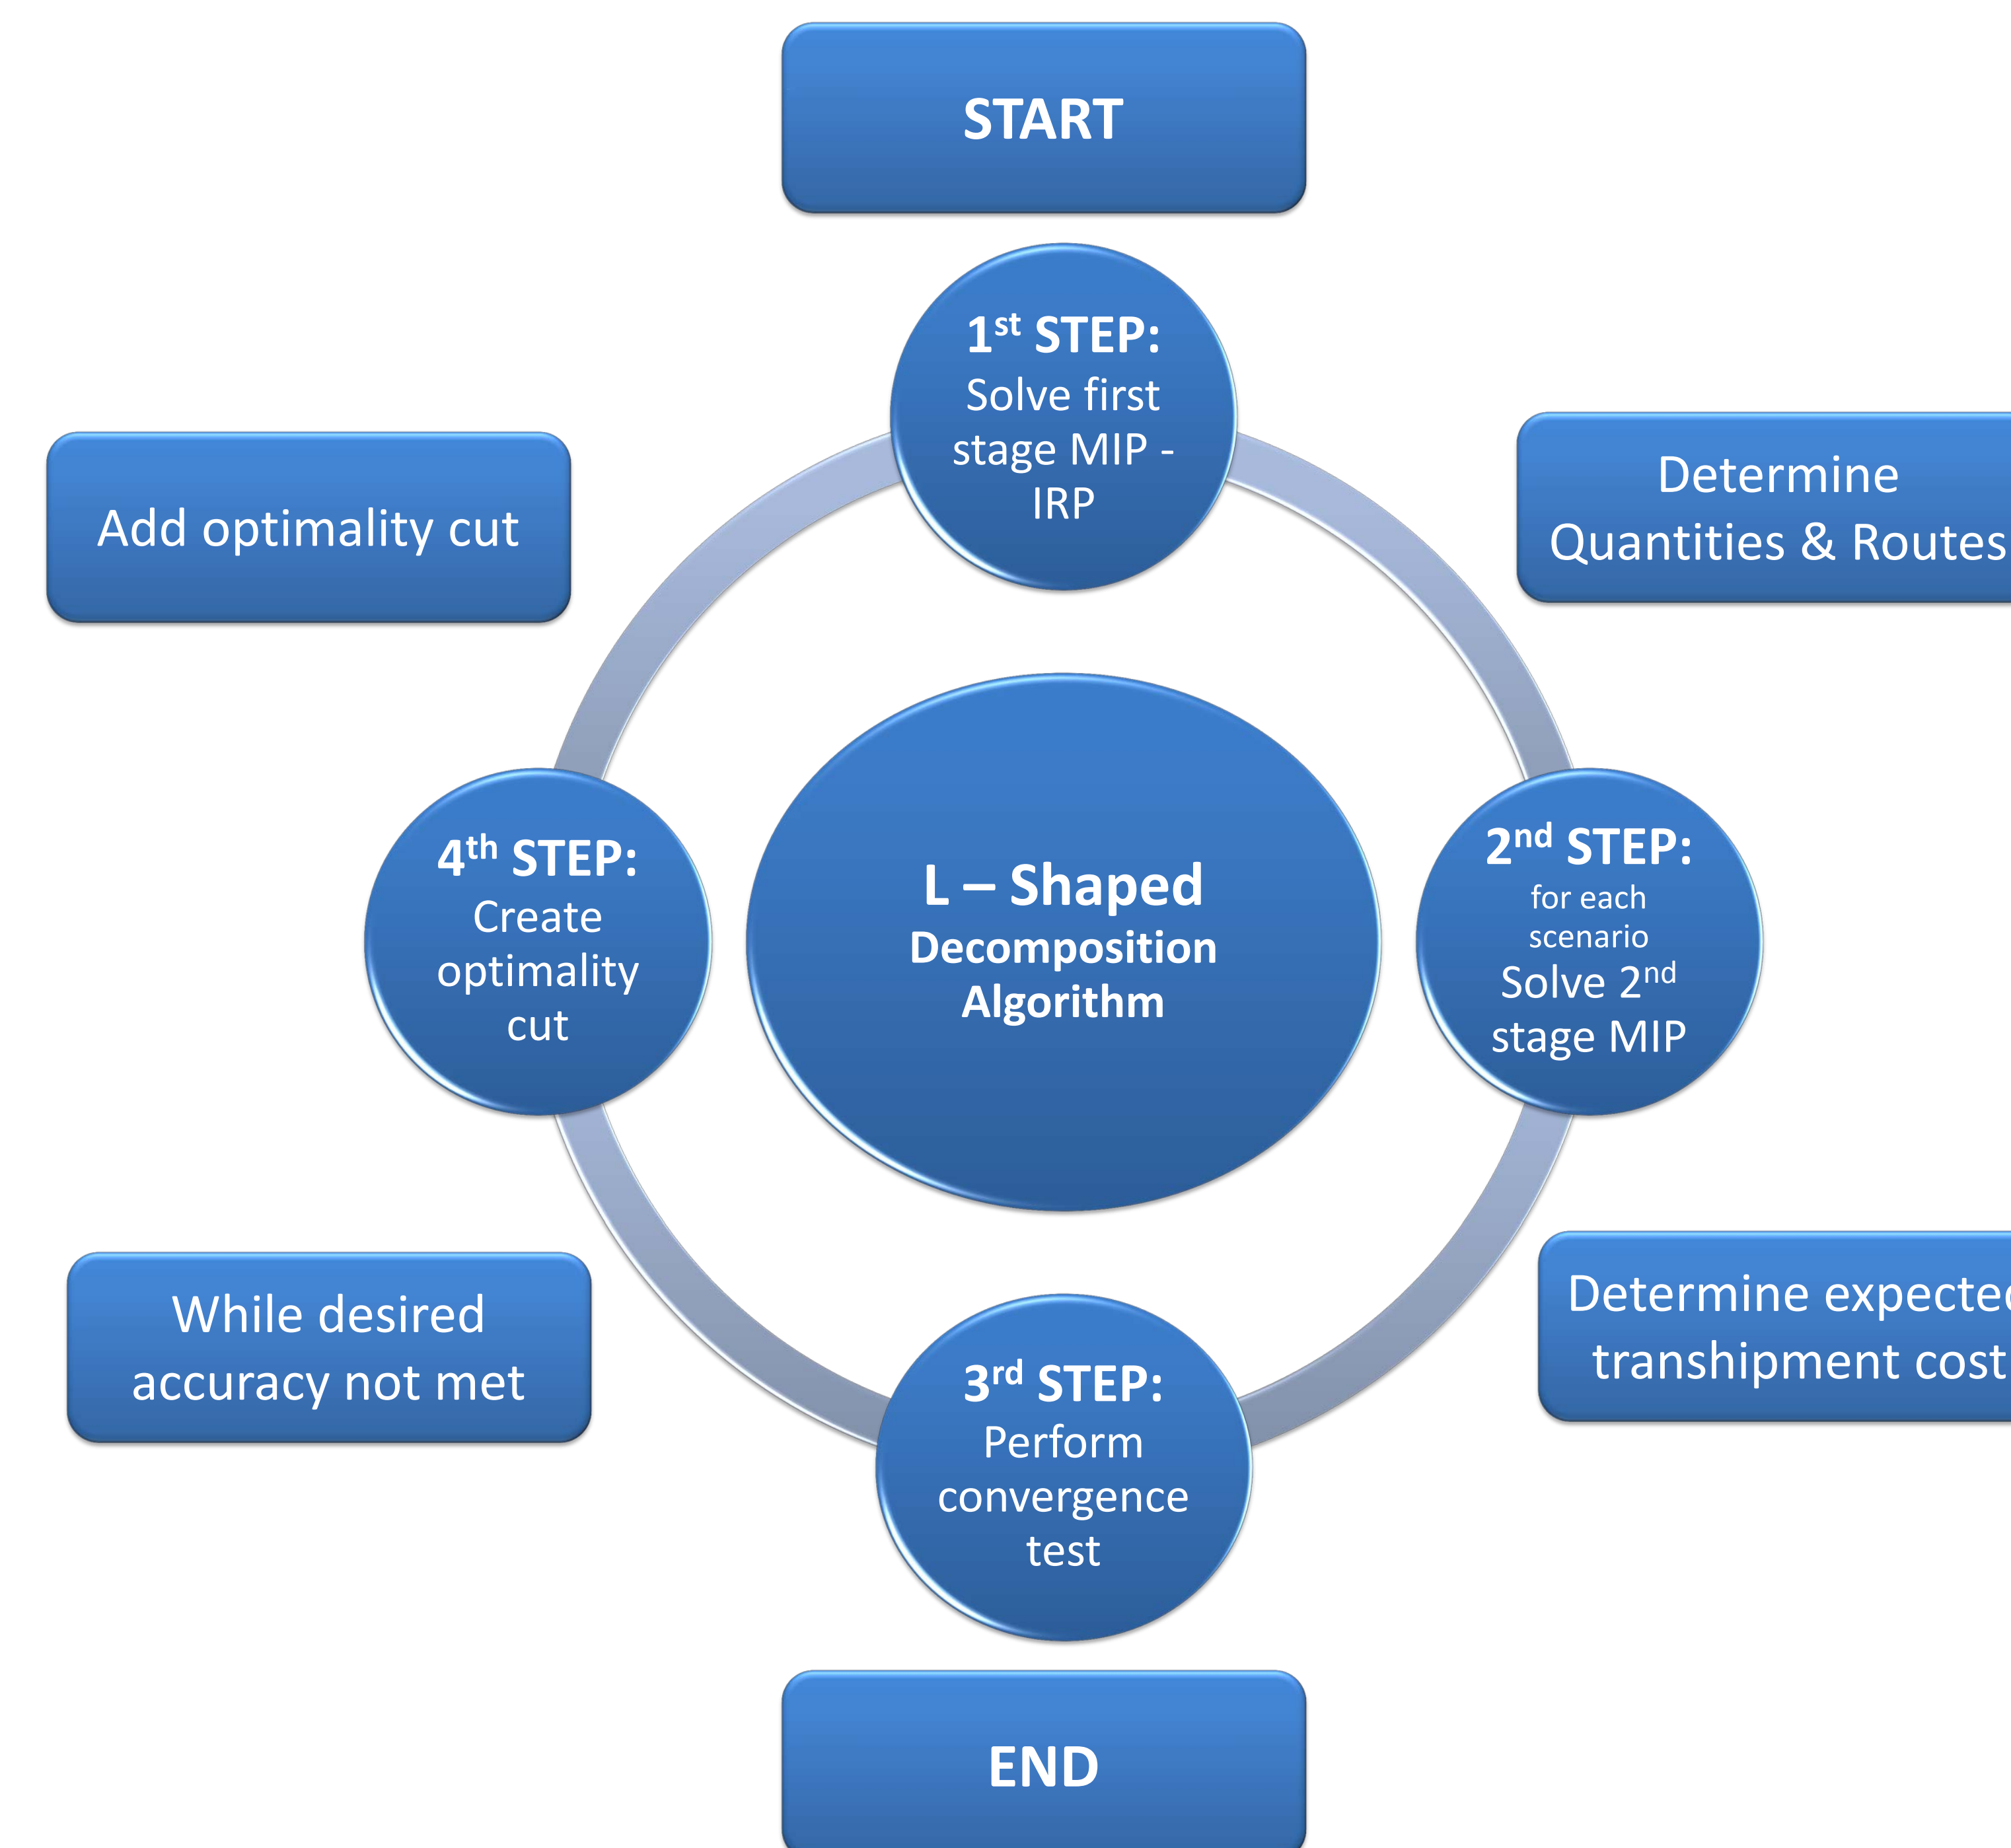 START
1st STEP:
Solve first
stage MIP -
IRP
Determine
Quantities & Routes
Add optimality cut
L – Shaped
Decomposition
Algorithm
2nd STEP:
for each
scenario
Solve 2nd
stage MIP
4th STEP:
Create
optimality
cut
Determine expected
transhipment cost
While desired
accuracy not met
3rd STEP:
Perform
convergence
test
END